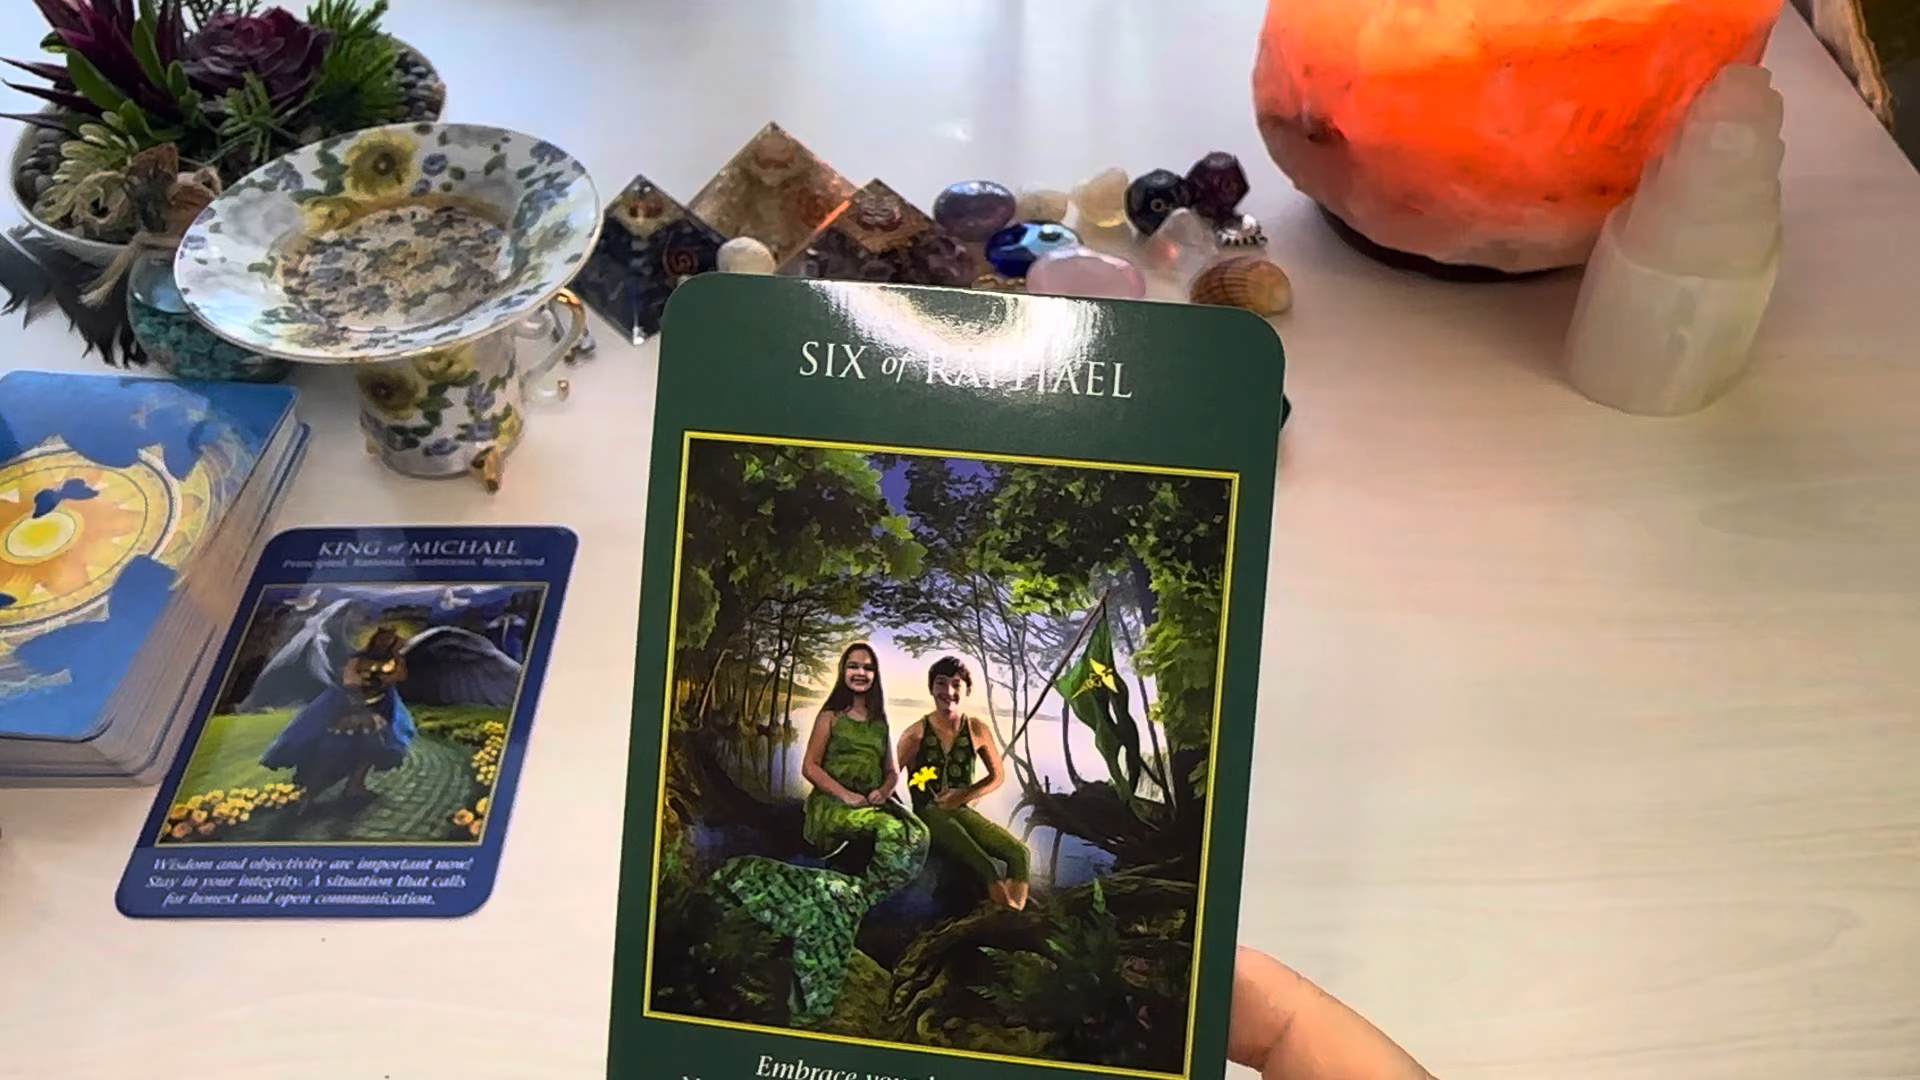 SIX of RAPHAEL
Embrace
KING of MICHAEL
Principled, Rational, Ambitious, Respected
Wisdom and objectivity are important now!
Stay in your integrity. A situation that calls
for honest and open communication.